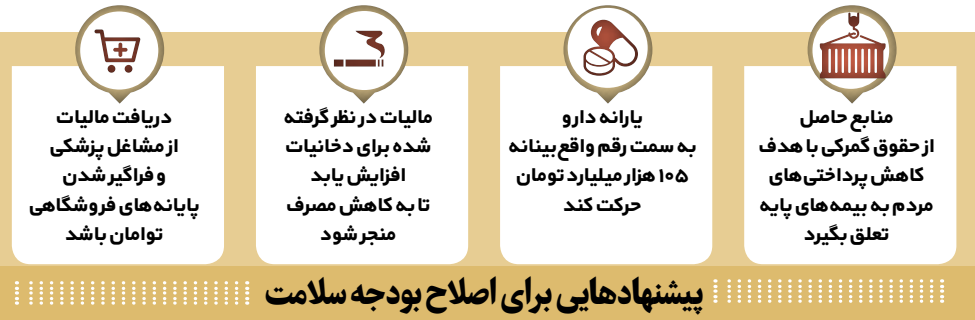 منابع حاصل
از حقوق گمرکی با هدف
کاهش پرداختی‌های
مردم به بیمه‌های پایه
تعلق بگیرد
یارانه دارو
به سمت رقم واقع‌بینانه
۱۰۵ هزار میلیارد تومان
حرکت کند
مالیات در نظر گرفته
شده برای دخانیات
افزایش یابد
تا به کاهش مصرف
منجر شود
دریافت مالیات
از مشاغل پزشکی
و فراگیر شدن
پایانه‌های فروشگاهی
توامان باشد
پیشنهادهایی برای اصلاح بودجه سلامت